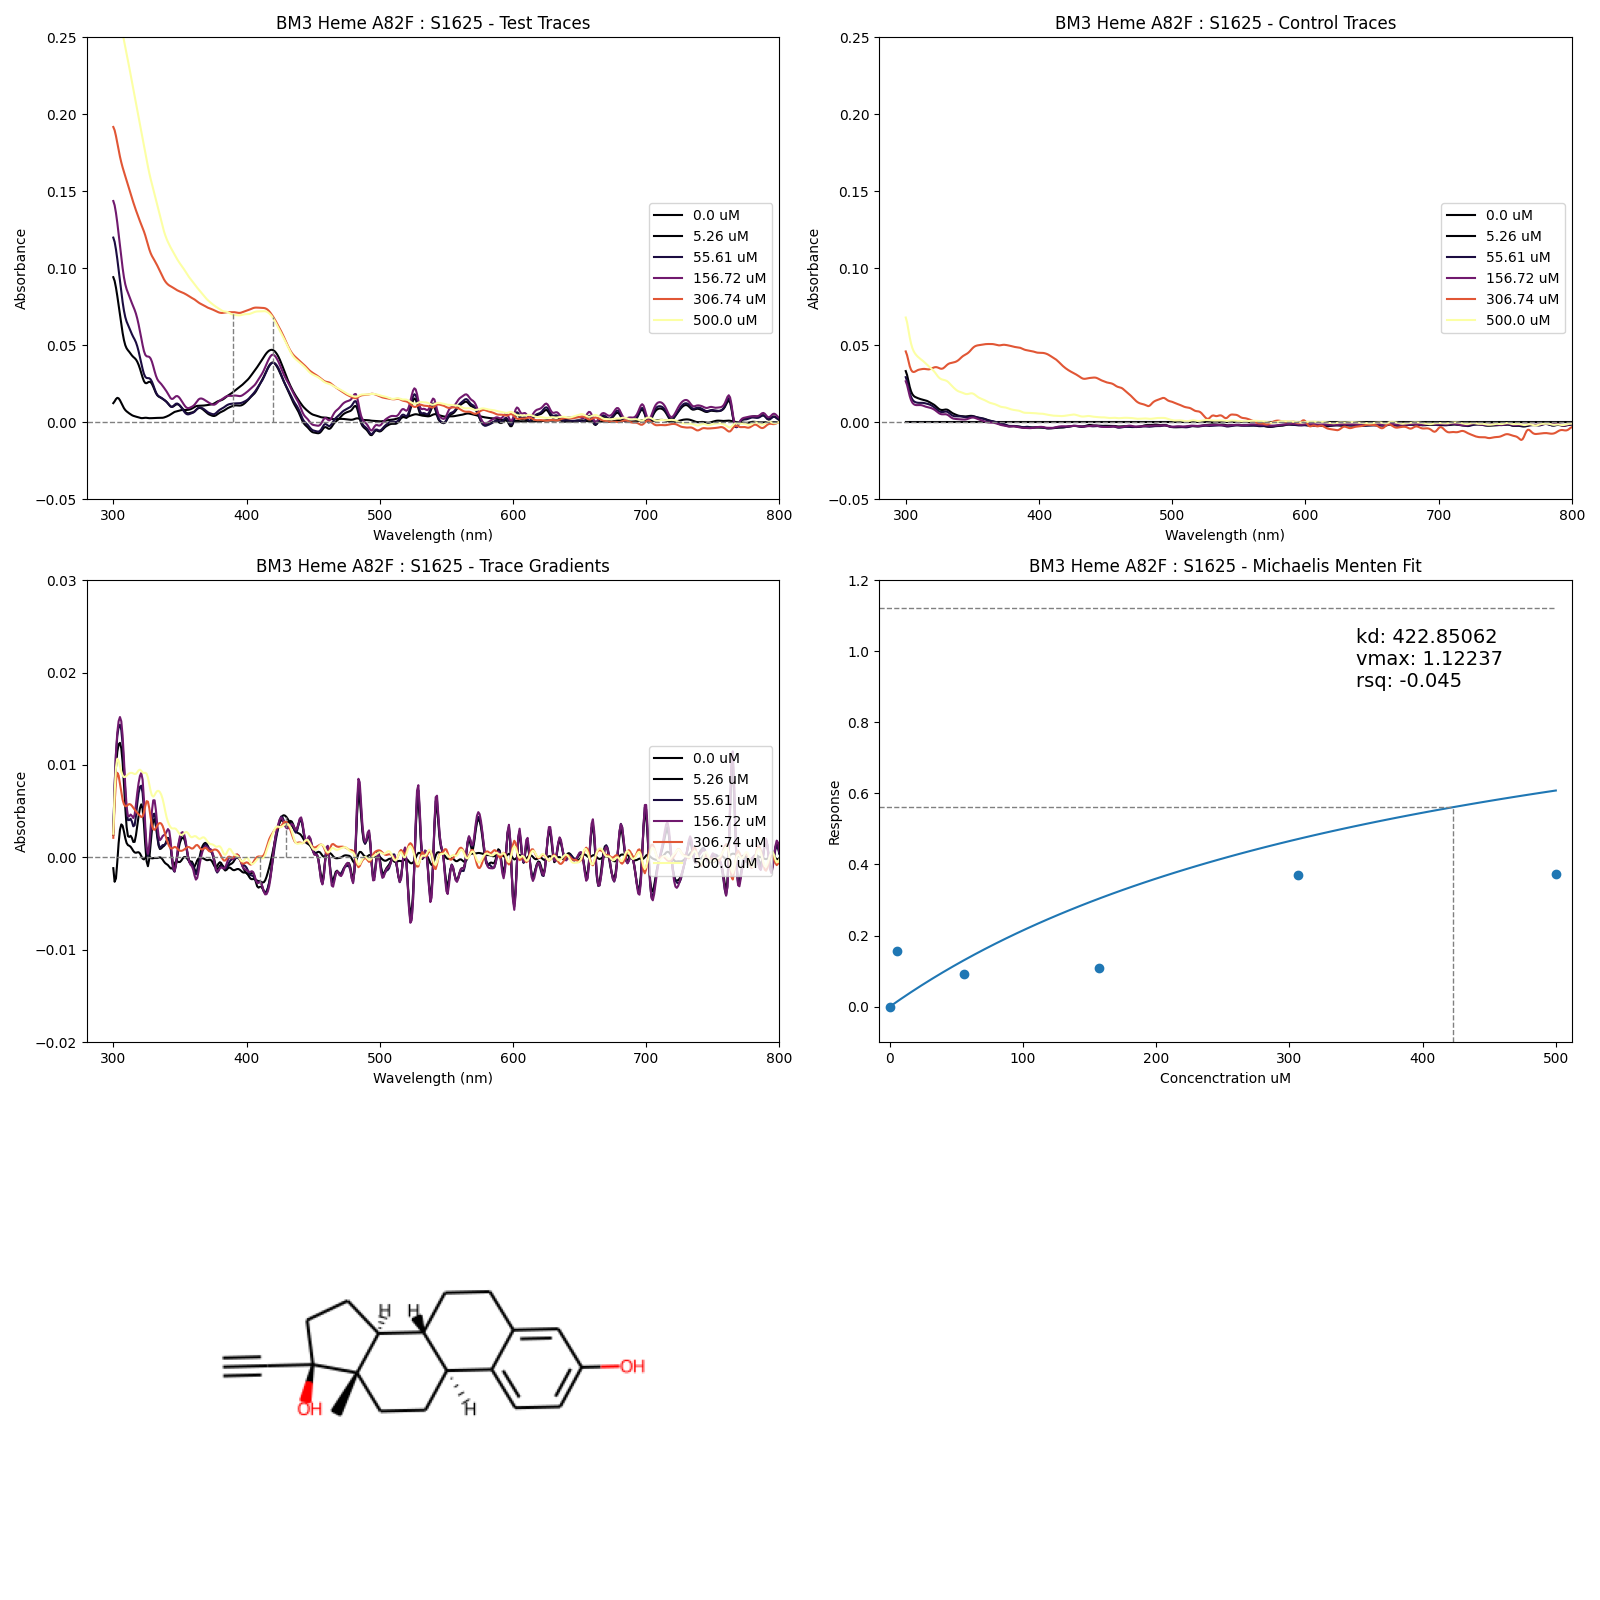 BM3 Heme A82F : S1625 - Test Traces
0.25
0.20
0.15
0.10
0.05
0.00
−0.05
Absorbance
300 400 500 600 700 800
Wavelength (nm)
0.0 uM
5.26 uM
55.61 uM
156.72 uM
306.74 uM
500.0 uM
BM3 Heme A82F : S1625 - Control Traces
0.25
0.20
0.15
0.10
0.05
0.00
−0.05
Absorbance
300 400 500 600 700 800
Wavelength (nm)
0.0 uM
5.26 uM
55.61 uM
156.72 uM
306.74 uM
500.0 uM
BM3 Heme A82F : S1625 - Trace Gradients
0.03
0.02
0.01
0.00
−0.01
−0.02
Absorbance
300 400 500 600 700 800
Wavelength (nm)
0.0 uM
5.26 uM
55.61 uM
156.72 uM
306.74 uM
500.0 uM
BM3 Heme A82F : S1625 - Michaelis Menten Fit
1.2
1.0
0.8
0.6
0.4
0.2
0.0
Response
kd: 422.85062
vmax: 1.12237
rsq: -0.045
0 100 200 300 400 500
Concenctration uM
H H
OH
OH
H